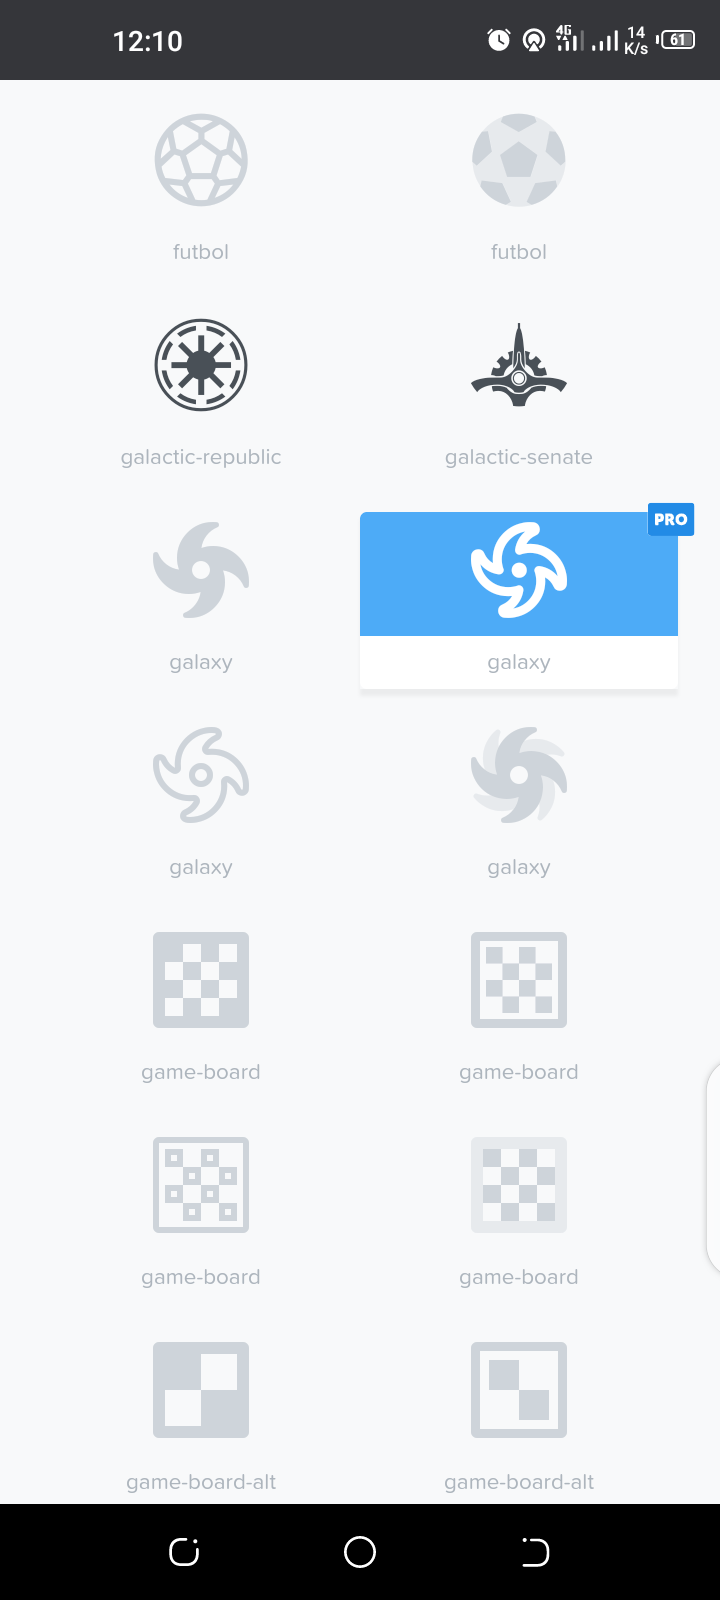 12:10
4G
14
K/s
61
futbol
futbol
galactic-republic
galactic-senate
PRO
galaxy
galaxy
galaxy
galaxy
game-board
game-board
game-board
game-board
game-board-alt
game-board-alt